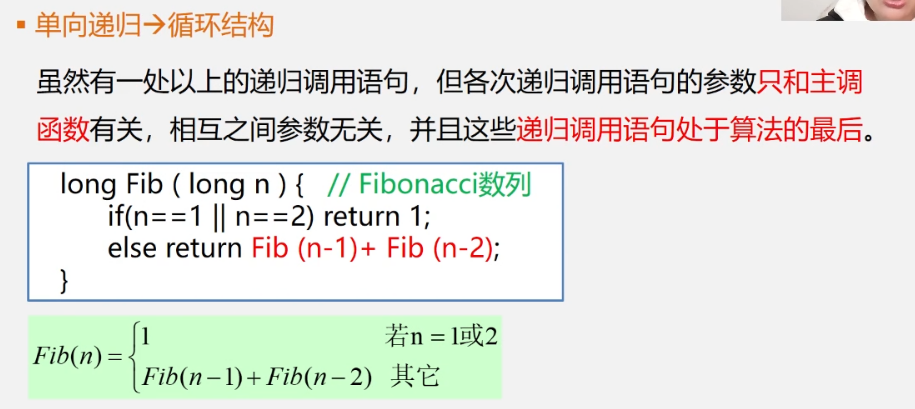 ▪ 单向递归→循环结构
虽然有一处以上的递归调用语句，但各次递归调用语句的参数只和主调
函数有关，相互之间参数无关，并且这些递归调用语句处于算法的最后。
long Fib ( long n ) { // Fibonacci数列
if(n==1 || n==2) return 1;
else return Fib (n-1)+ Fib (n-2);
}
Fib(n) = { 1 若n = 1或2
Fib(n−1)+ Fib(n−2) 其它